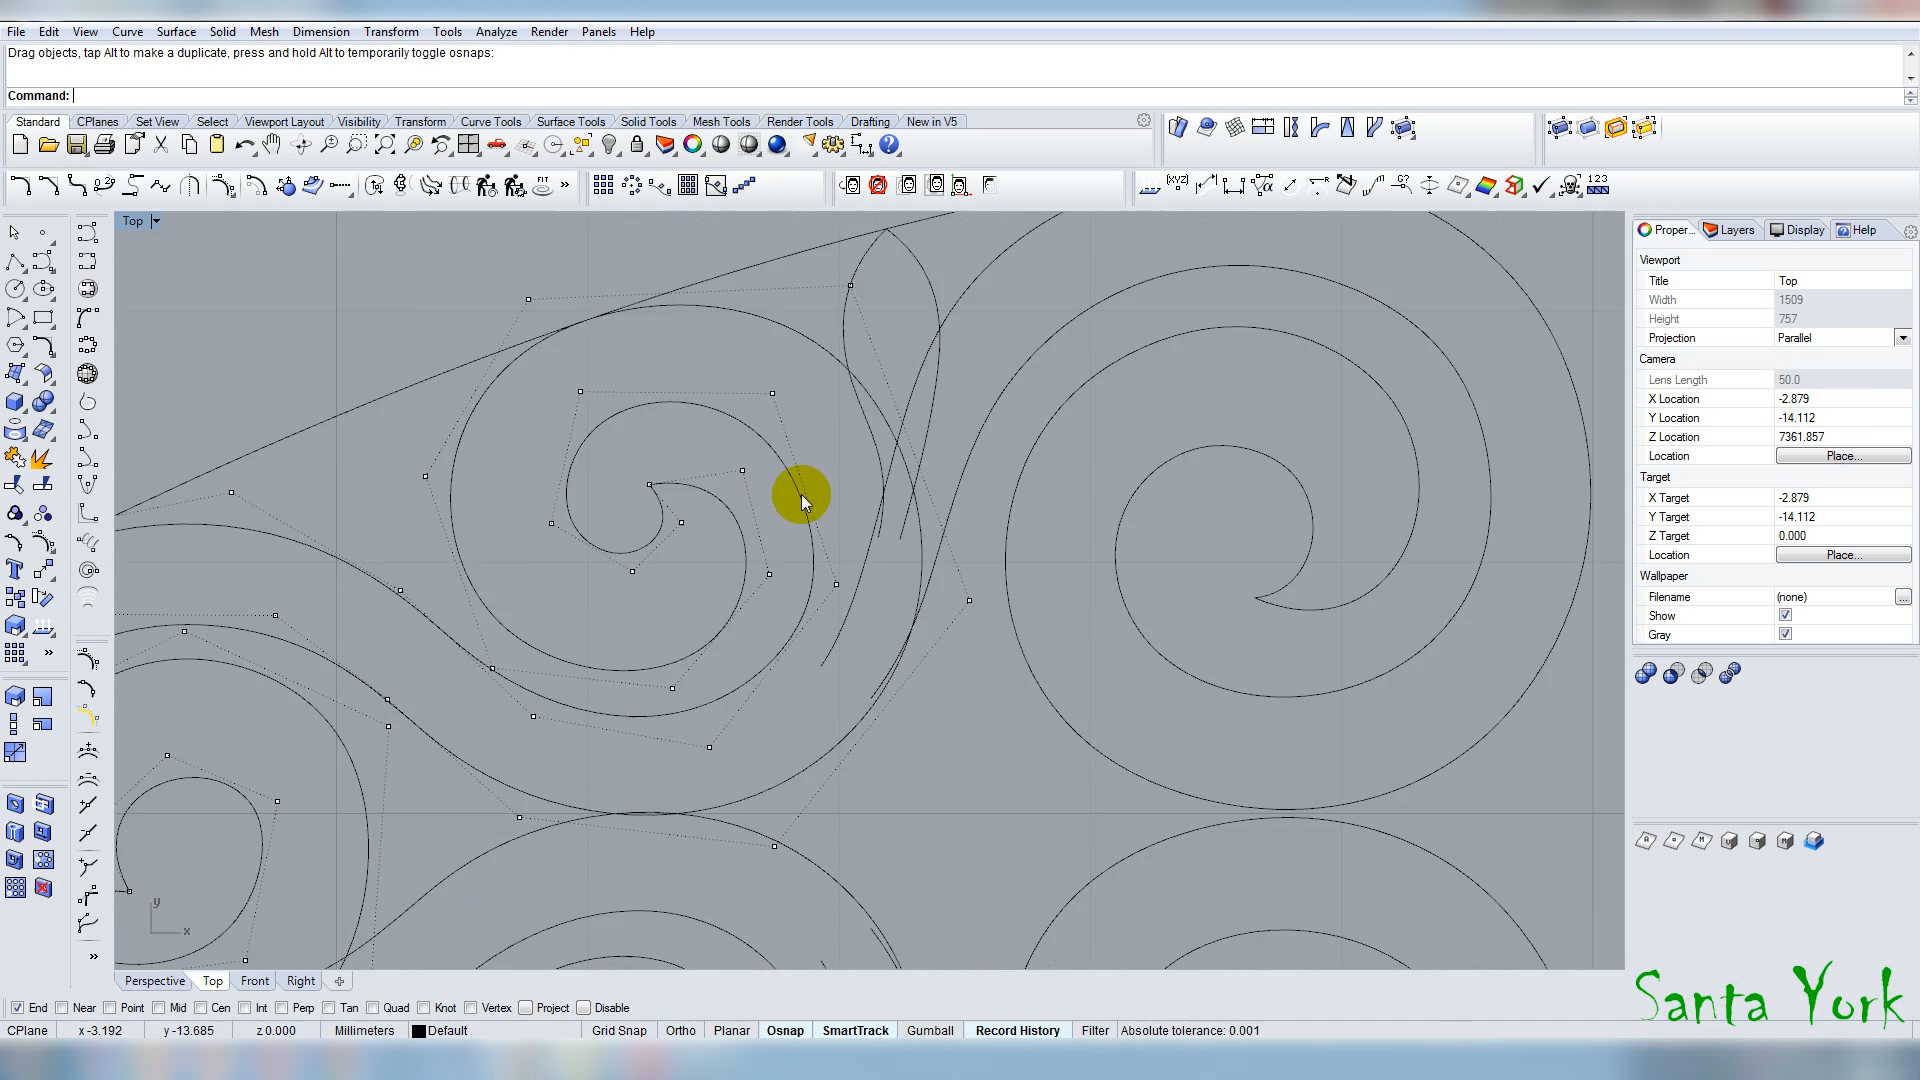 File Edit View Curve Surface Solid Mesh Dimension Transform Tools Analyze Render Panels Help
Drag objects, tap Alt to make a duplicate, press and hold Alt to temporarily toggle osnaps:
Command:
Standard CPlanes Set View Select Viewport Layout Visibility Transform Curve Tools Surface Tools Solid Tools Mesh Tools Render Tools Drafting New in V5
Top
Proper... Layers Display Help
Viewport
Title Top
Width 1509
Height 757
Projection Parallel
Camera
Lens Length 50.0
X Location -2.879
Y Location -14.112
Z Location 7361.857
Location Place...
Target
X Target -2.879
Y Target -14.112
Z Target 0.000
Location Place...
Wallpaper
Filename (none) ...
Show
Gray
y
x
Perspective Top Front Right
End Near Point Mid Cen Int Perp Tan Quad Knot Vertex Project Disable
CPlane x -3.192 y -13.685 z 0.000 Millimeters Default Grid Snap Ortho Planar Osnap SmartTrack Gumball Record History Filter Absolute tolerance: 0.001
Santa York